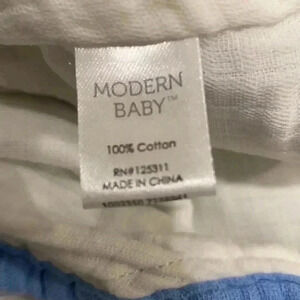 MODERN
BABY™
100% Cotton
RN#125311
MADE IN CHINA